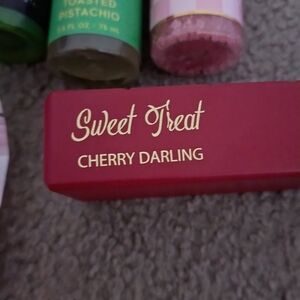 TOASTED
PISTACHIO
Sweet Treat
CHERRY DARLING